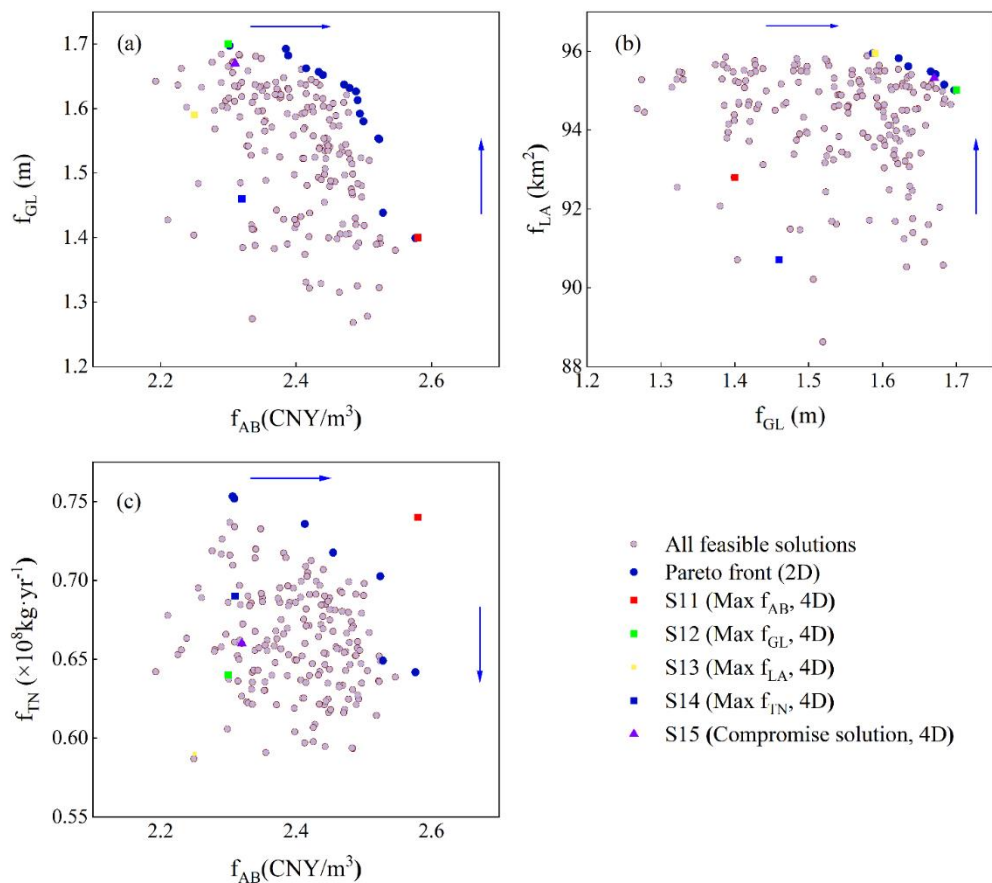 (a)
1.7
1.6
1.5
1.4
1.3
1.2
f_GL (m)
2.2 2.4 2.6
f_AB(CNY/m³)
(b)
96
94
92
90
88
f_LA (km²)
1.2 1.3 1.4 1.5 1.6 1.7
f_GL (m)
(c)
0.75
0.70
0.65
0.60
0.55
f_TN (×10⁸kg·yr⁻¹)
2.2 2.4 2.6
f_AB(CNY/m³)
All feasible solutions
Pareto front (2D)
S11 (Max f_AB, 4D)
S12 (Max f_GL, 4D)
S13 (Max f_LA, 4D)
S14 (Max f_TN, 4D)
S15 (Compromise solution, 4D)